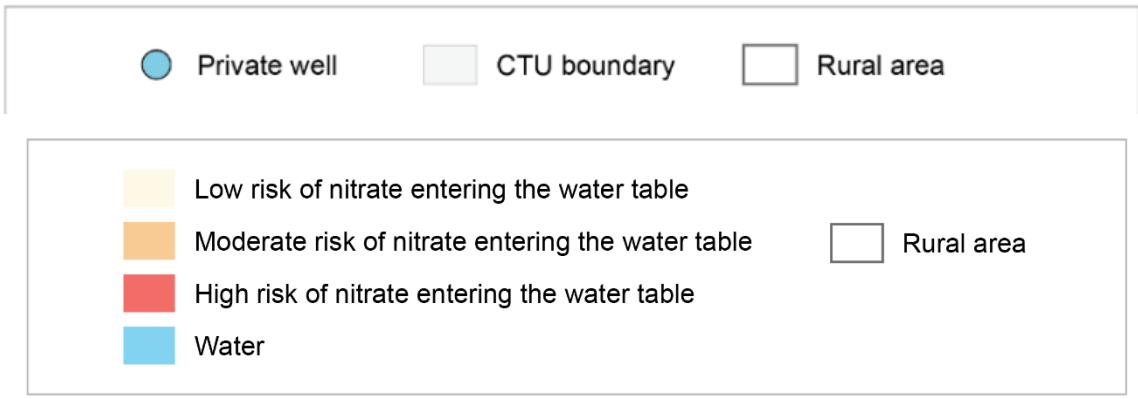 Private well CTU boundary Rural area
Low risk of nitrate entering the water table
Moderate risk of nitrate entering the water table Rural area
High risk of nitrate entering the water table
Water